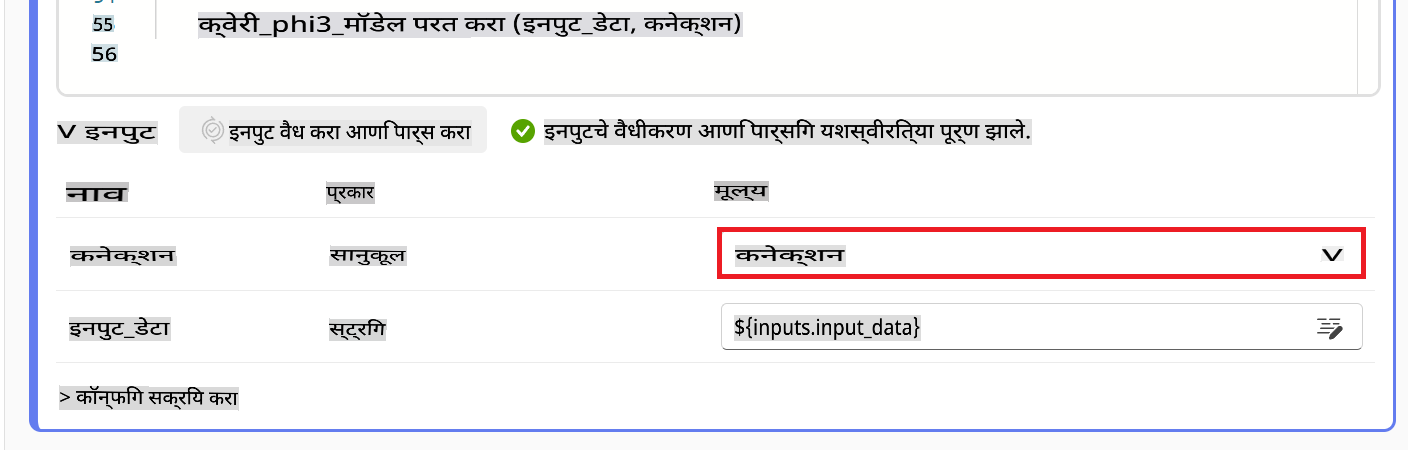 55 क्वेरी_phi3_मॉडेल परत करा (इनपुट_डेटा, कनेक्शन)
56
V इनपुट इनपुट वैध करा आणि पार्स करा इनपुटचे वैधीकरण आणि पार्सिंग यशस्वीरित्या पूर्ण झाले.
नाव प्रकार मूल्य
कनेक्शन सानुकूल कनेक्शन V
इनपुट_डेटा स्ट्रिंग ${inputs.input_data}
> कॉन्फिग सक्रिय करा